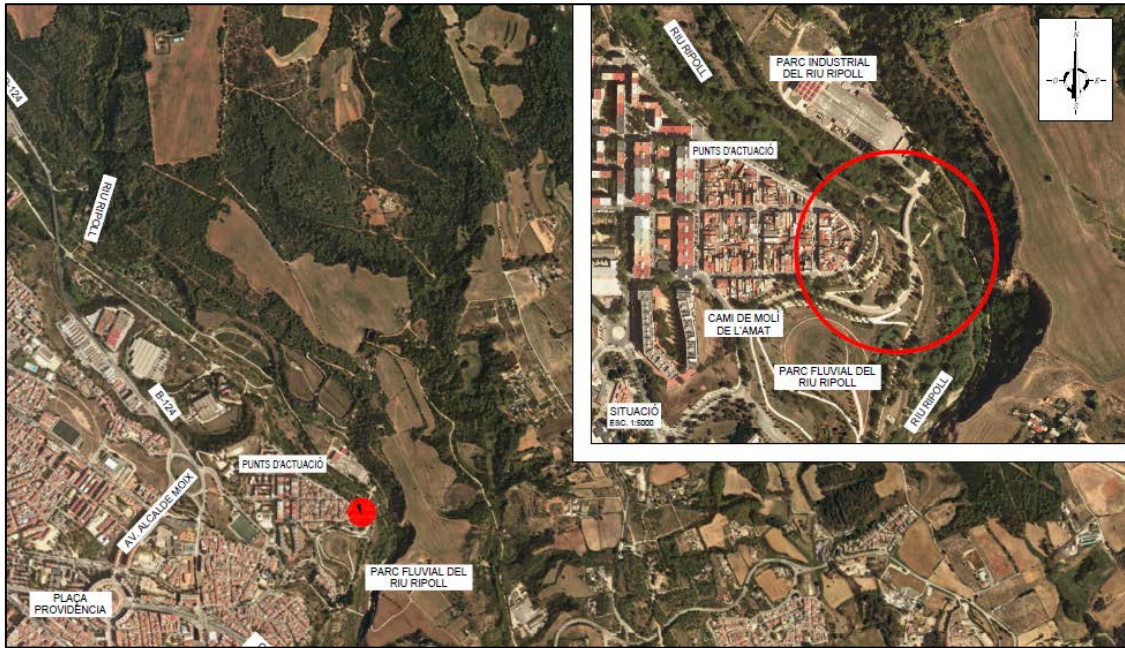 B-124
RIU RIPOLL
B-124
PUNTS D'ACTUACIÓ
AV. ALCALDE MOIX
PLAÇA
PROVIDÈNCIA
PARC FLUVIAL DEL
RIU RIPOLL
RIU RIPOLL
PARC INDUSTRIAL
DEL RIU RIPOLL
PUNTS D'ACTUACIÓ
CAMI DE MOLÍ
DE L'AMAT
PARC FLUVIAL DEL
RIU RIPOLL
RIU RIPOLL
SITUACIÓ
ESC. 1:5000
N
O
E
S